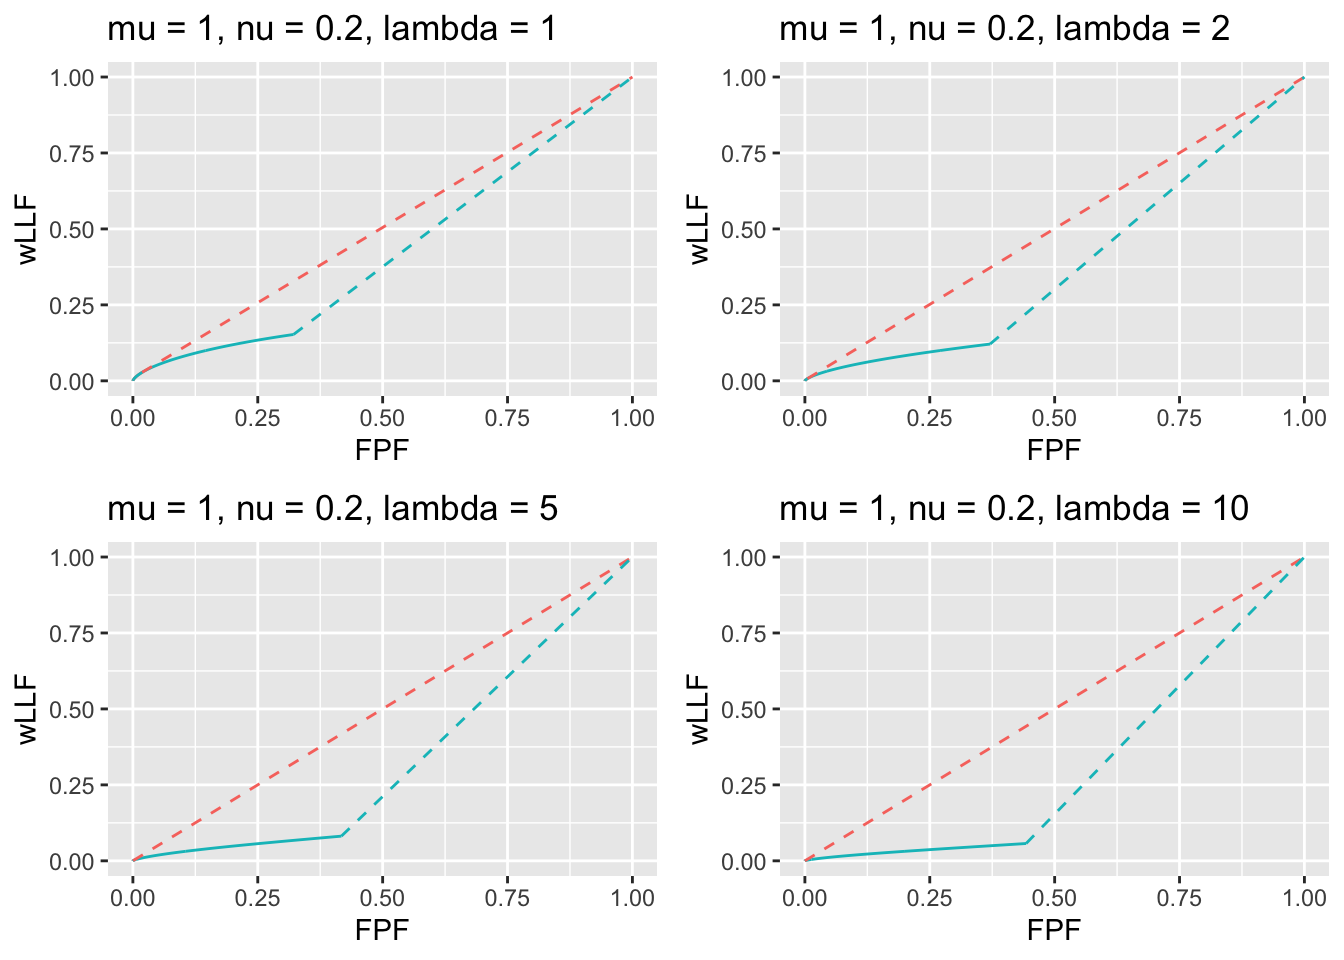 mu = 1, nu = 0.2, lambda = 1
1.00
0.75
0.50
0.25
0.00
wLLF
0.00 0.25 0.50 0.75 1.00
FPF
mu = 1, nu = 0.2, lambda = 2
1.00
0.75
0.50
0.25
0.00
wLLF
0.00 0.25 0.50 0.75 1.00
FPF
mu = 1, nu = 0.2, lambda = 5
1.00
0.75
0.50
0.25
0.00
wLLF
0.00 0.25 0.50 0.75 1.00
FPF
mu = 1, nu = 0.2, lambda = 10
1.00
0.75
0.50
0.25
0.00
wLLF
0.00 0.25 0.50 0.75 1.00
FPF